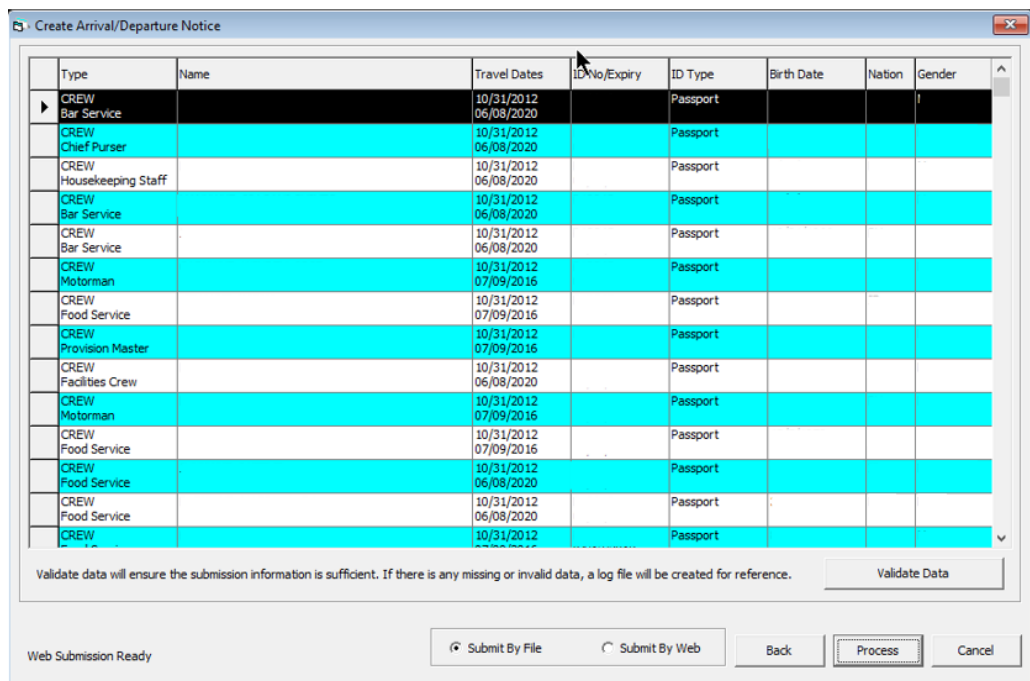 Create Arrival/Departure Notice
Type Name Travel Dates ID No/Expiry ID Type Birth Date Nation Gender
CREW 10/31/2012 Passport
Bar Service 06/08/2020
CREW 10/31/2012 Passport
Chief Purser 06/08/2020
CREW 10/31/2012 Passport
Housekeeping Staff 06/08/2020
CREW 10/31/2012 Passport
Bar Service 06/08/2020
CREW 10/31/2012 Passport
Bar Service 06/08/2020
CREW 10/31/2012 Passport
Motorman 07/09/2016
CREW 10/31/2012 Passport
Food Service 07/09/2016
CREW 10/31/2012 Passport
Provision Master 07/09/2016
CREW 10/31/2012 Passport
Facilities Crew 06/08/2020
CREW 10/31/2012 Passport
Motorman 07/09/2016
CREW 10/31/2012 Passport
Food Service 07/09/2016
CREW 10/31/2012 Passport
Food Service 06/08/2020
CREW 10/31/2012 Passport
Food Service 06/08/2020
CREW 10/31/2012 Passport
Validate data will ensure the submission information is sufficient. If there is any missing or invalid data, a log file will be created for reference. Validate Data
Web Submission Ready Submit By File Submit By Web Back Process Cancel